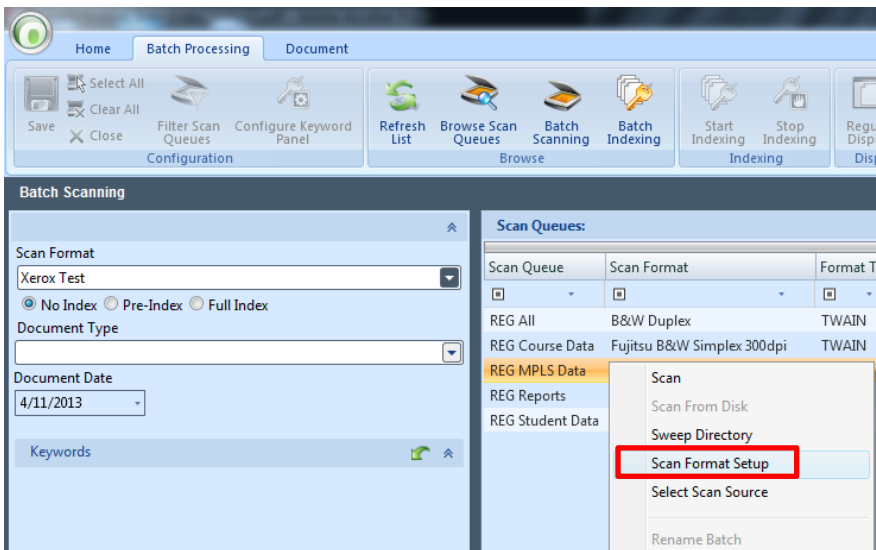 Home Batch Processing Document
Save
Select All
Clear All
Close
Filter Scan Queues
Configure Keyword Panel
Configuration
Refresh List
Browse Scan Queues
Batch Scanning
Batch Indexing
Browse
Start Indexing
Stop Indexing
Indexing
Regu
Disp
Dis
Batch Scanning
Scan Format
Xerox Test
No Index Pre-Index Full Index
Document Type
Document Date
4/11/2013
Keywords
Scan Queues:
Scan Queue Scan Format Format T
REG All B&W Duplex TWAIN
REG Course Data Fujitsu B&W Simplex 300dpi TWAIN
REG MPLS Data
REG Reports
REG Student Data
Scan
Scan From Disk
Sweep Directory
Scan Format Setup
Select Scan Source
Rename Batch